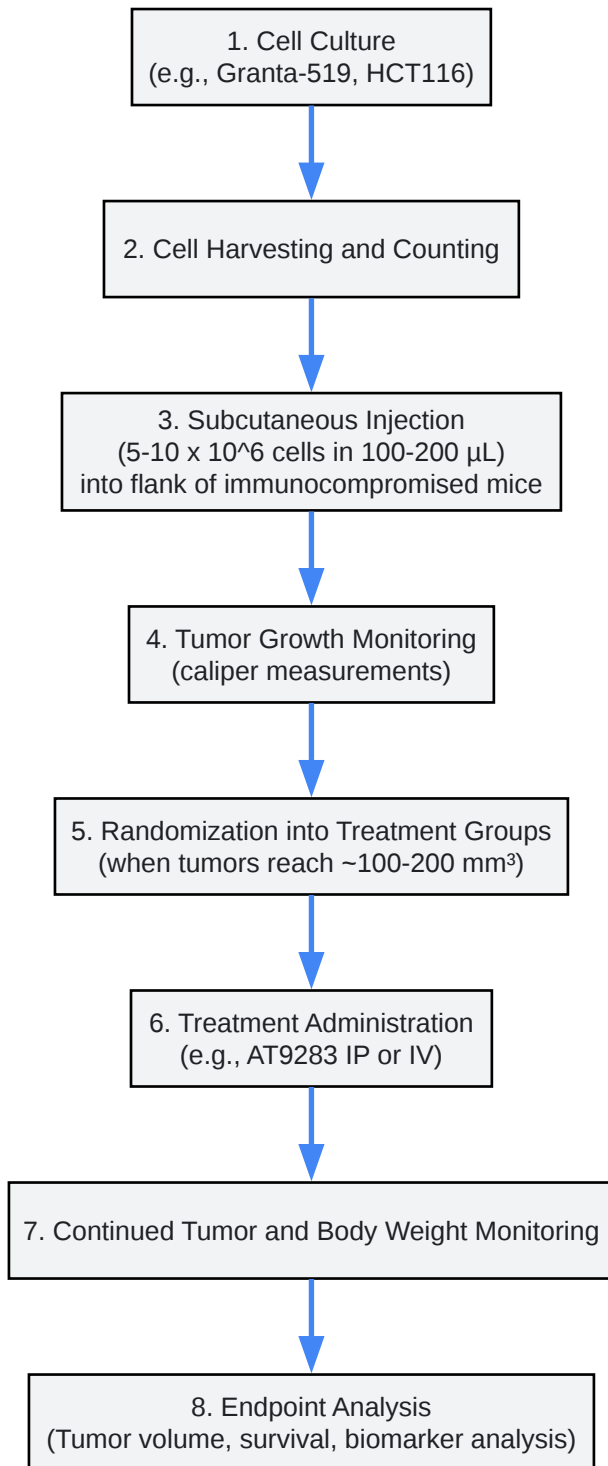 1. Cell Culture
(e.g., Granta-519, HCT116)
2. Cell Harvesting and Counting
3. Subcutaneous Injection
(5-10 x 10^6 cells in 100-200 µL)
into flank of immunocompromised mice
4. Tumor Growth Monitoring
(caliper measurements)
5. Randomization into Treatment Groups
(when tumors reach ~100-200 mm³)
6. Treatment Administration
(e.g., AT9283 IP or IV)
7. Continued Tumor and Body Weight Monitoring
8. Endpoint Analysis
(Tumor volume, survival, biomarker analysis)